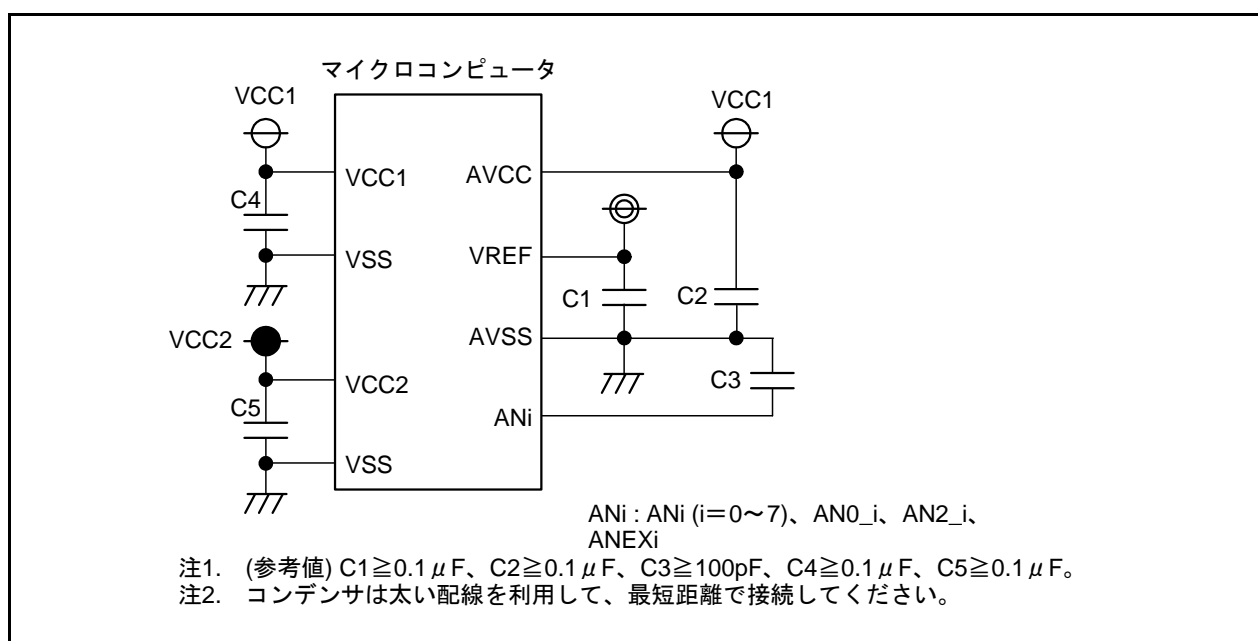 マイクロコンピュータ
VCC1
VCC1
VCC1
AVCC
C4
VSS
VREF
C1
C2
VCC2
AVSS
VCC2
C3
C5
ANi
VSS
ANi : ANi (i＝0～7)、AN0_i、AN2_i、
ANEXi
注1. (参考値) C1≧0.1μF、C2≧0.1μF、C3≧100pF、C4≧0.1μF、C5≧0.1μF。
注2. コンデンサは太い配線を利用して、最短距離で接続してください。